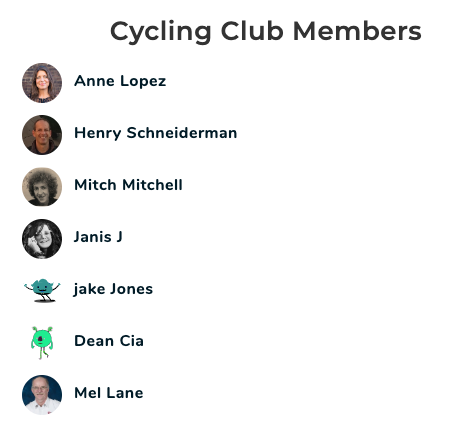 Cycling Club Members
Anne Lopez
Henry Schneiderman
Mitch Mitchell
Janis J
jake Jones
Dean Cia
Mel Lane